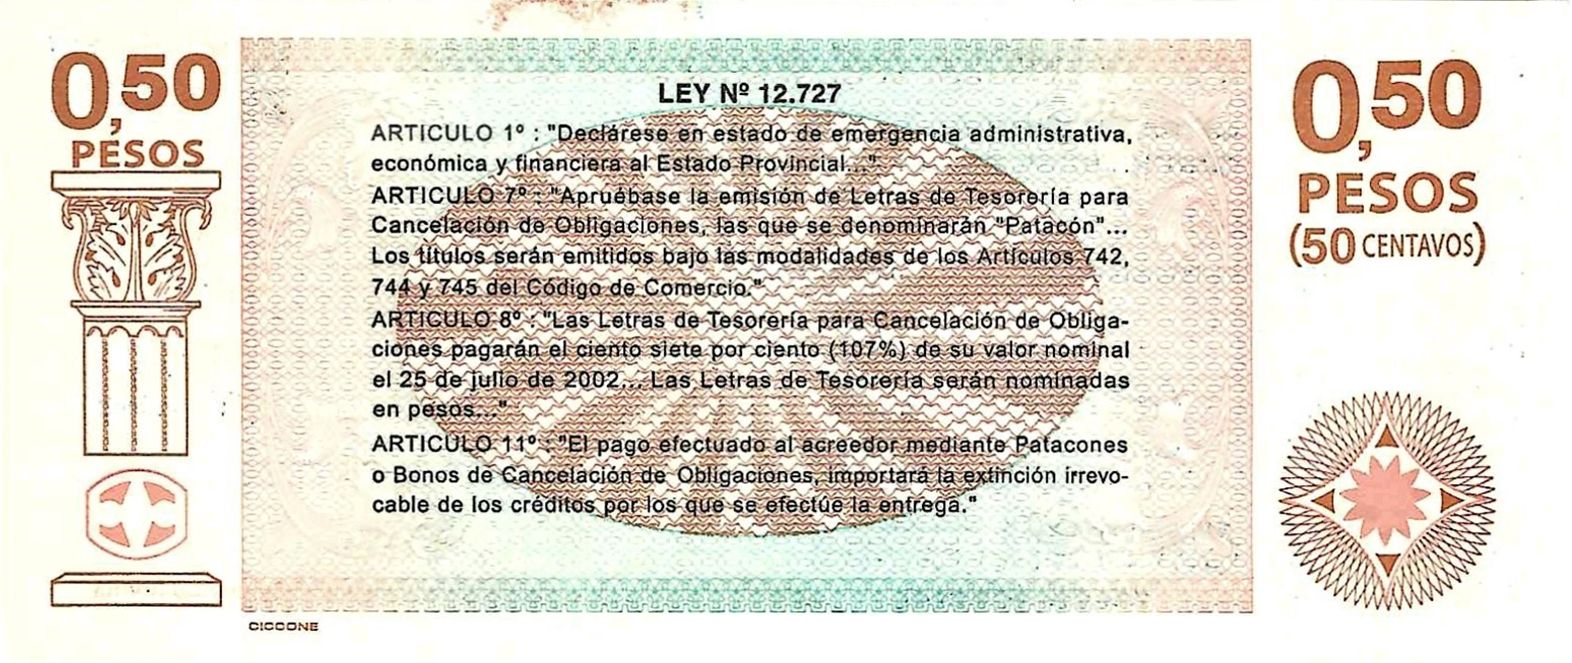 0,50
PESOS
LEY Nº 12.727
ARTICULO 1º : "Declárese en estado de emergencia administrativa,
económica y financiera al Estado Provincial..."
ARTICULO 7º : "Apruébase la emisión de Letras de Tesorería para
Cancelación de Obligaciones, las que se denominarán "Patacón"...
Los títulos serán emitidos bajo las modalidades de los Artículos 742,
744 y 745 del Código de Comercio."
ARTICULO 8º : "Las Letras de Tesorería para Cancelación de Obliga-
ciones pagarán el ciento siete por ciento (107%) de su valor nominal
el 25 de julio de 2002... Las Letras de Tesorería serán nominadas
en pesos..."
ARTICULO 11º : "El pago efectuado al acreedor mediante Patacones
o Bonos de Cancelación de Obligaciones, importará la extinción irrevo-
cable de los créditos por los que se efectúe la entrega."
0,50
PESOS
(50 CENTAVOS)
CICCONE